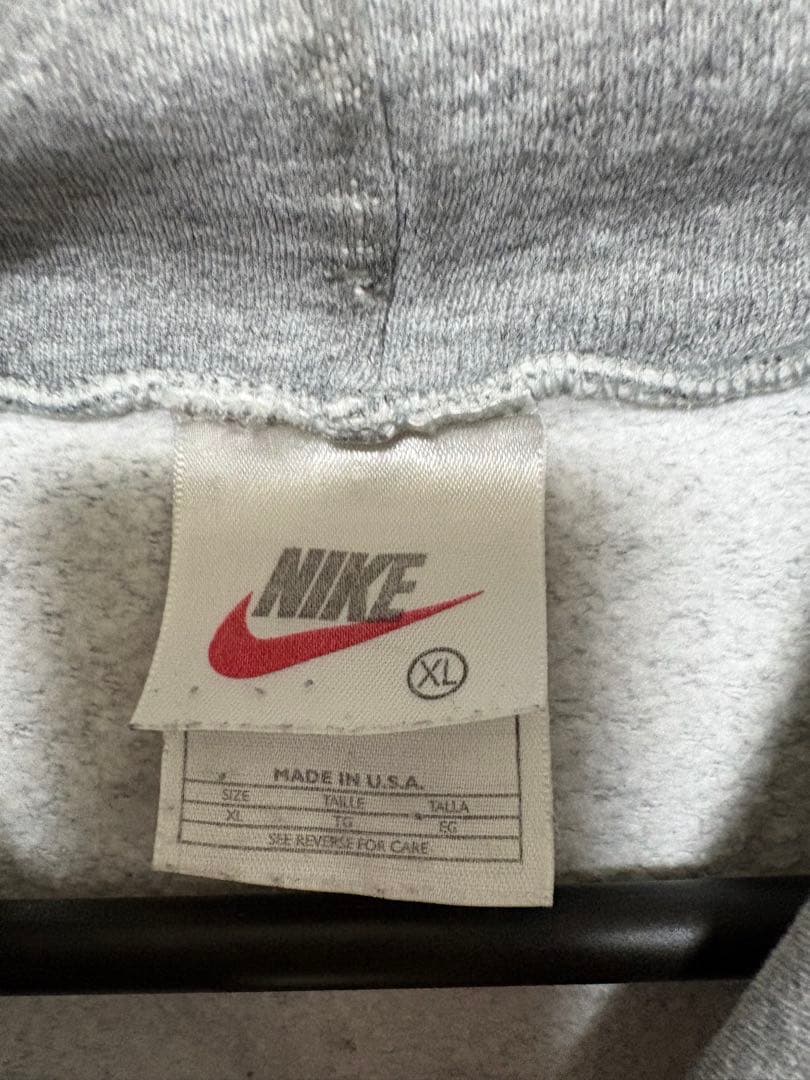 NIKE
XL
MADE IN U.S.A.
SIZE TAILLE TALLA
XL TG EG
SEE REVERSE FOR CARE